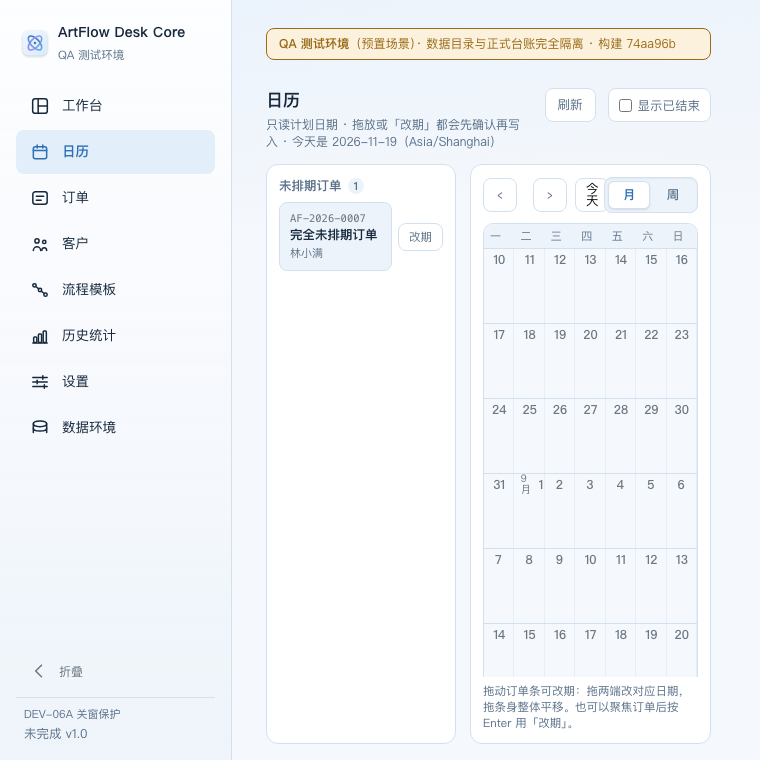 ArtFlow Desk Core
QA 测试环境
工作台
日历
订单
客户
流程模板
历史统计
设置
数据环境
折叠
DEV-06A 关窗保护
未完成 v1.0
QA 测试环境（预置场景）· 数据目录与正式台账完全隔离 · 构建 74aa96b
日历
只读计划日期 · 拖放或「改期」都会先确认再写
入 · 今天是 2026-11-19（Asia/Shanghai）
刷新
显示已结束
未排期订单 1
AF-2026-0007
完全未排期订单
林小满
改期
‹ › 今天 月 周
一 二 三 四 五 六 日
10 11 12 13 14 15 16
17 18 19 20 21 22 23
24 25 26 27 28 29 30
31 9月 1 2 3 4 5 6
7 8 9 10 11 12 13
14 15 16 17 18 19 20
拖动订单条可改期：拖两端改对应日期，
拖条身整体平移。也可以聚焦订单后按
Enter 用「改期」。